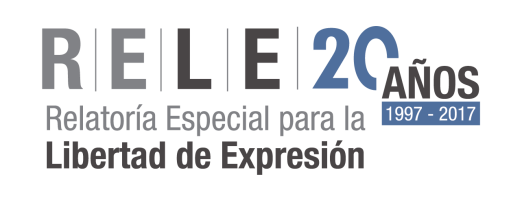 R|E|L|E|20 AÑOS
1997 - 2017
Relatoría Especial para la
Libertad de Expresión